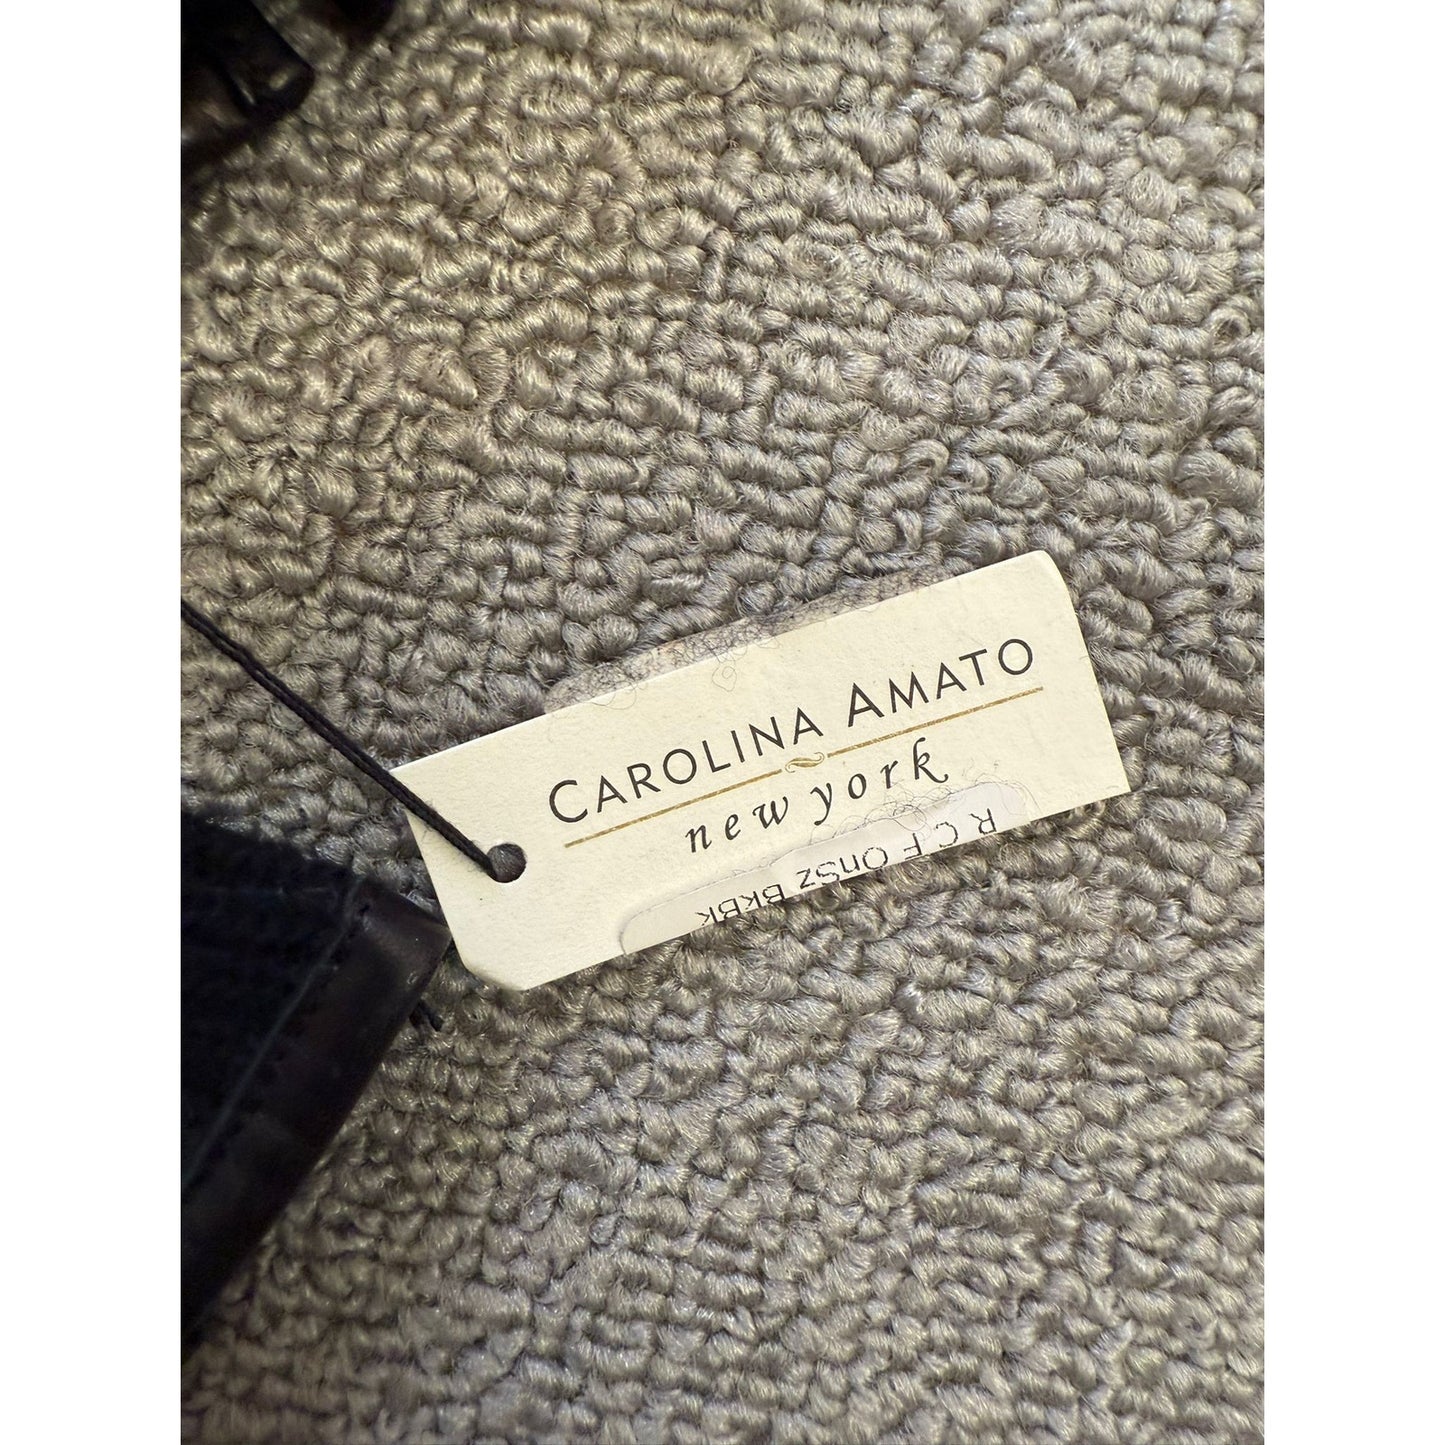 CAROLINA AMATO
new york
R C F OnSz BkBk